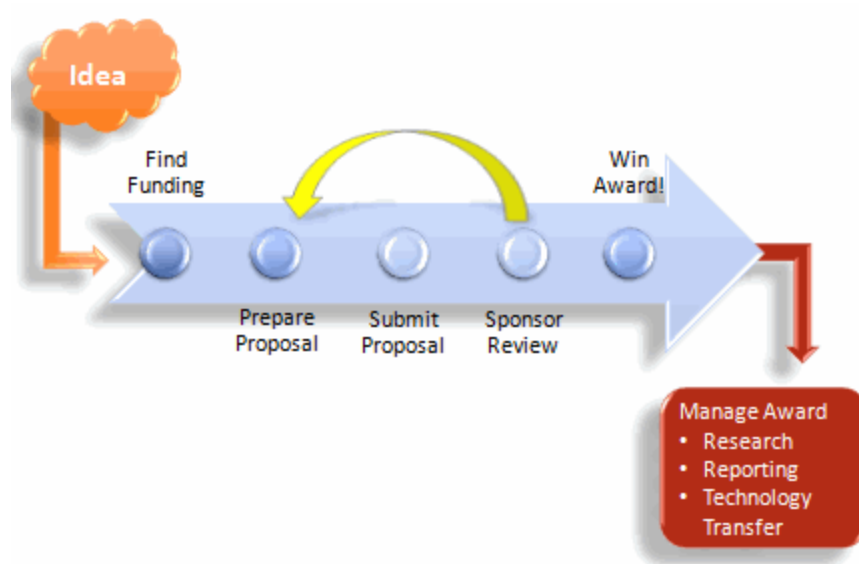 Idea
Find
Funding
Prepare
Proposal
Submit
Proposal
Sponsor
Review
Win
Award!
Manage Award
• Research
• Reporting
• Technology
Transfer